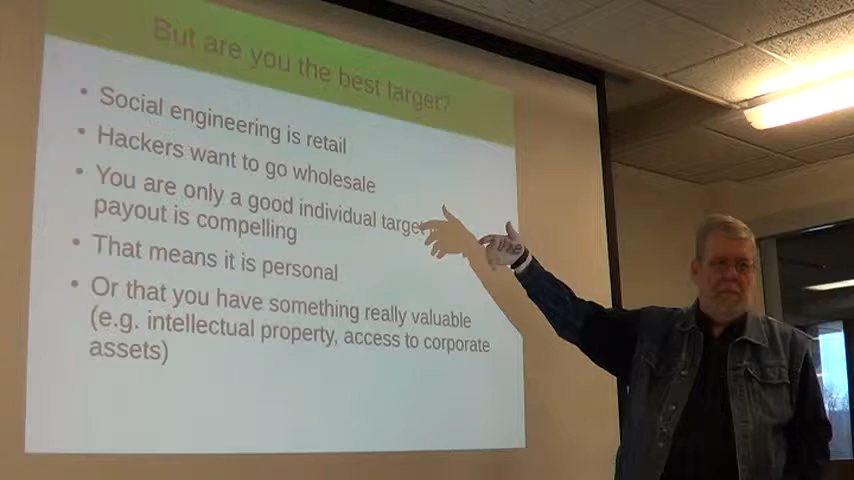 But are you the best target?
• Social engineering is retail
• Hackers want to go wholesale
• You are only a good individual target
payout is compelling
• That means it is personal
• Or that you have something really valuable
(e.g. intellectual property, access to corporate
assets)